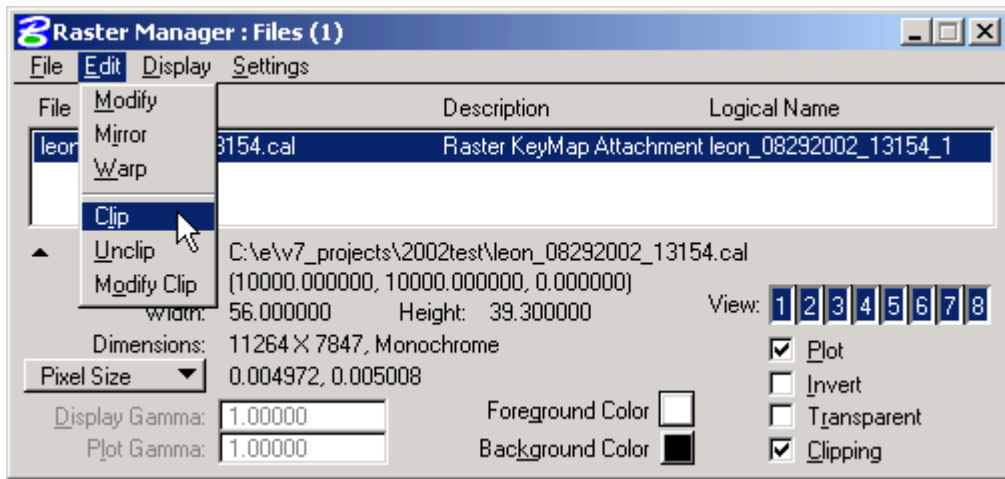 Raster Manager : Files (1)
File Edit Display Settings
File Description Logical Name
leon 3154.cal Raster KeyMap Attachment leon_08292002_13154_1
Modify
Mirror
Warp
Clip
Unclip
Modify Clip
C:\e\v7_projects\2002test\leon_08292002_13154.cal
(10000.000000, 10000.000000, 0.000000)
Width: 56.000000 Height: 39.300000
View: 1 2 3 4 5 6 7 8
Dimensions: 11264 X 7847, Monochrome
Plot
Pixel Size 0.004972, 0.005008
Invert
Display Gamma: 1.00000
Foreground Color
Transparent
Plot Gamma: 1.00000
Background Color
Clipping